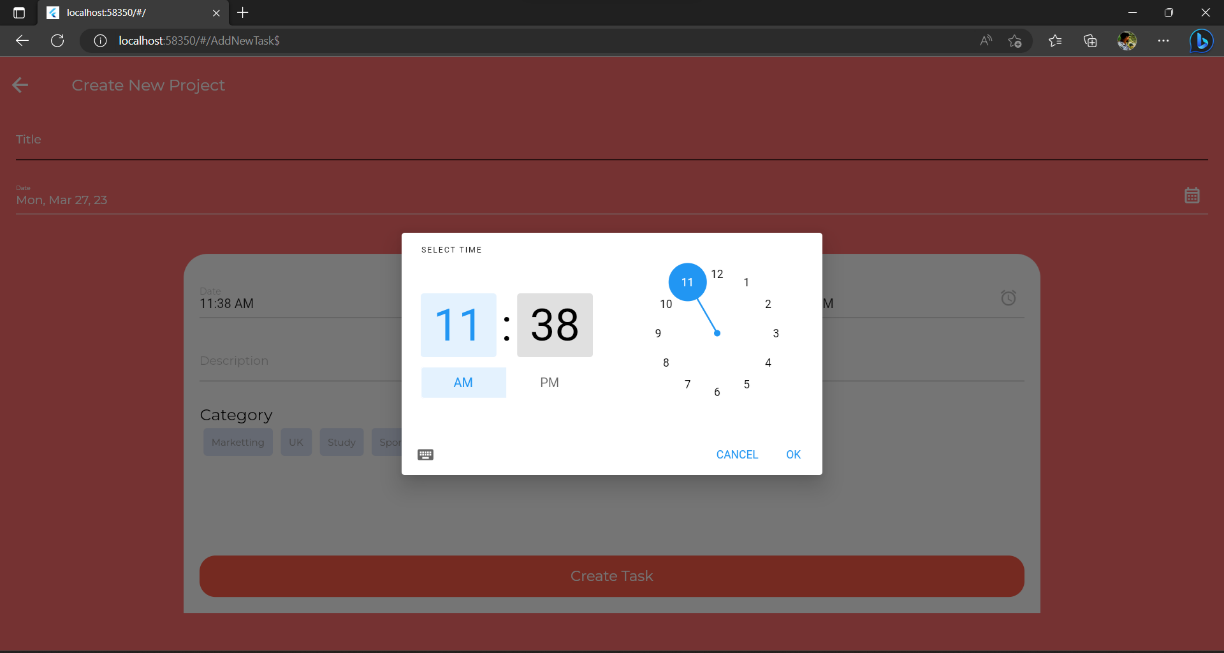 localhost:58350/#/
localhost:58350/#/AddNewTask$
Create New Project
Title
Date
Mon, Mar 27, 23
SELECT TIME
11 : 38
AM PM
12
1
2
3
4
5
6
7
8
9
10
11
CANCEL OK
Date
11:38 AM
M
Description
Category
Marketting UK Study Spor
Create Task